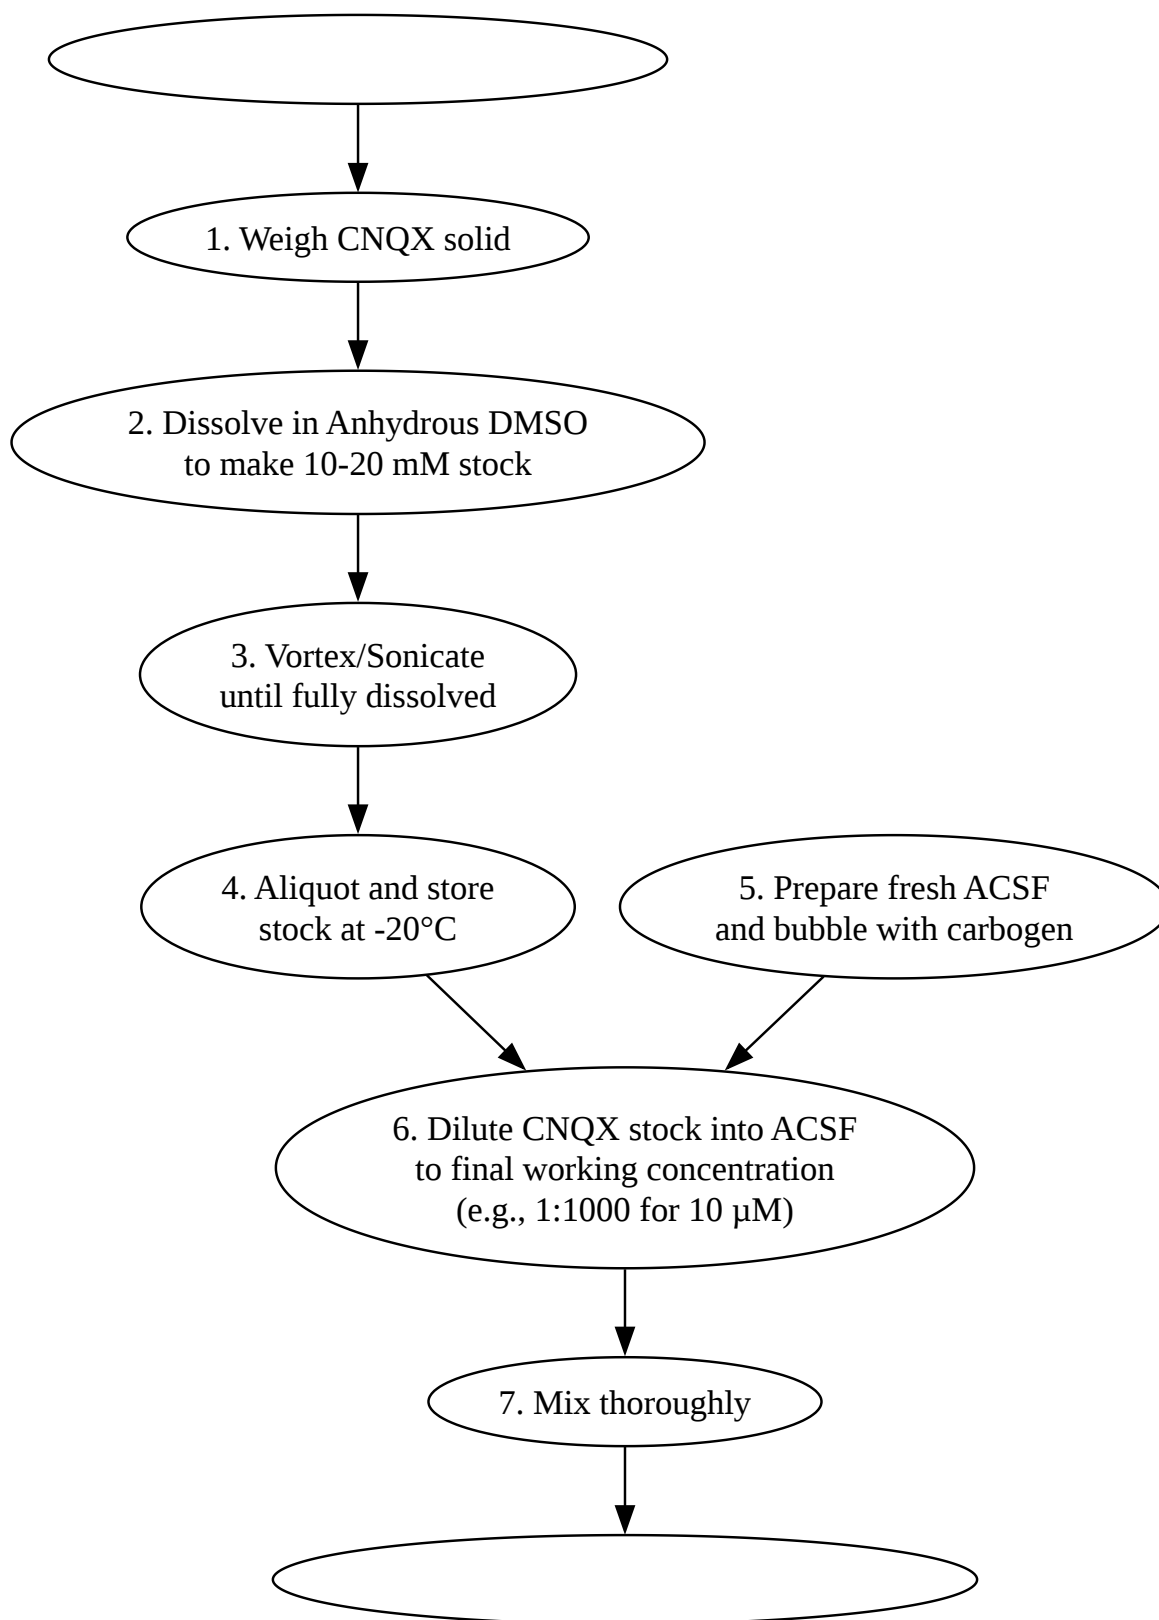 1. Weigh CNQX solid
2. Dissolve in Anhydrous DMSO
to make 10-20 mM stock
3. Vortex/Sonicate
until fully dissolved
4. Aliquot and store
stock at -20°C
5. Prepare fresh ACSF
and bubble with carbogen
6. Dilute CNQX stock into ACSF
to final working concentration
(e.g., 1:1000 for 10 µM)
7. Mix thoroughly